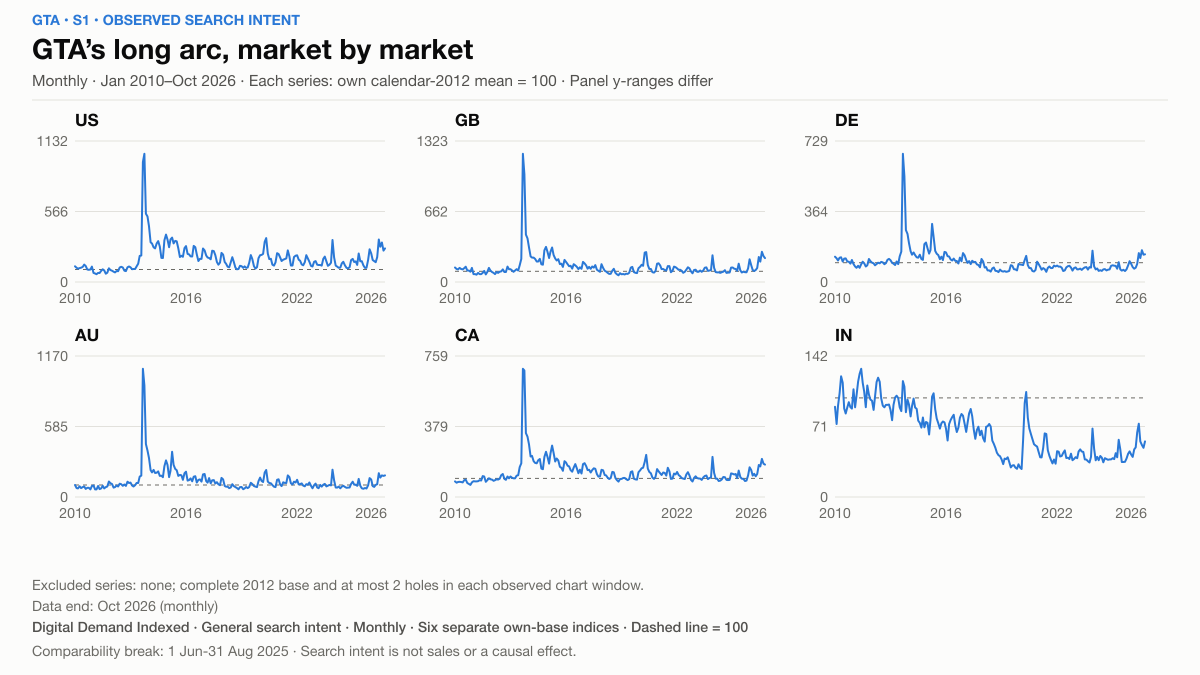 GTA · S1 · OBSERVED SEARCH INTENT
GTA’s long arc, market by market
Monthly · Jan 2010–Oct 2026 · Each series: own calendar-2012 mean = 100 · Panel y-ranges differ
US
1132
566
0
2010 2016 2022 2026
GB
1323
662
0
2010 2016 2022 2026
DE
729
364
0
2010 2016 2022 2026
AU
1170
585
0
2010 2016 2022 2026
CA
759
379
0
2010 2016 2022 2026
IN
142
71
0
2010 2016 2022 2026
Excluded series: none; complete 2012 base and at most 2 holes in each observed chart window.
Data end: Oct 2026 (monthly)
Digital Demand Indexed · General search intent · Monthly · Six separate own-base indices · Dashed line = 100
Comparability break: 1 Jun-31 Aug 2025 · Search intent is not sales or a causal effect.